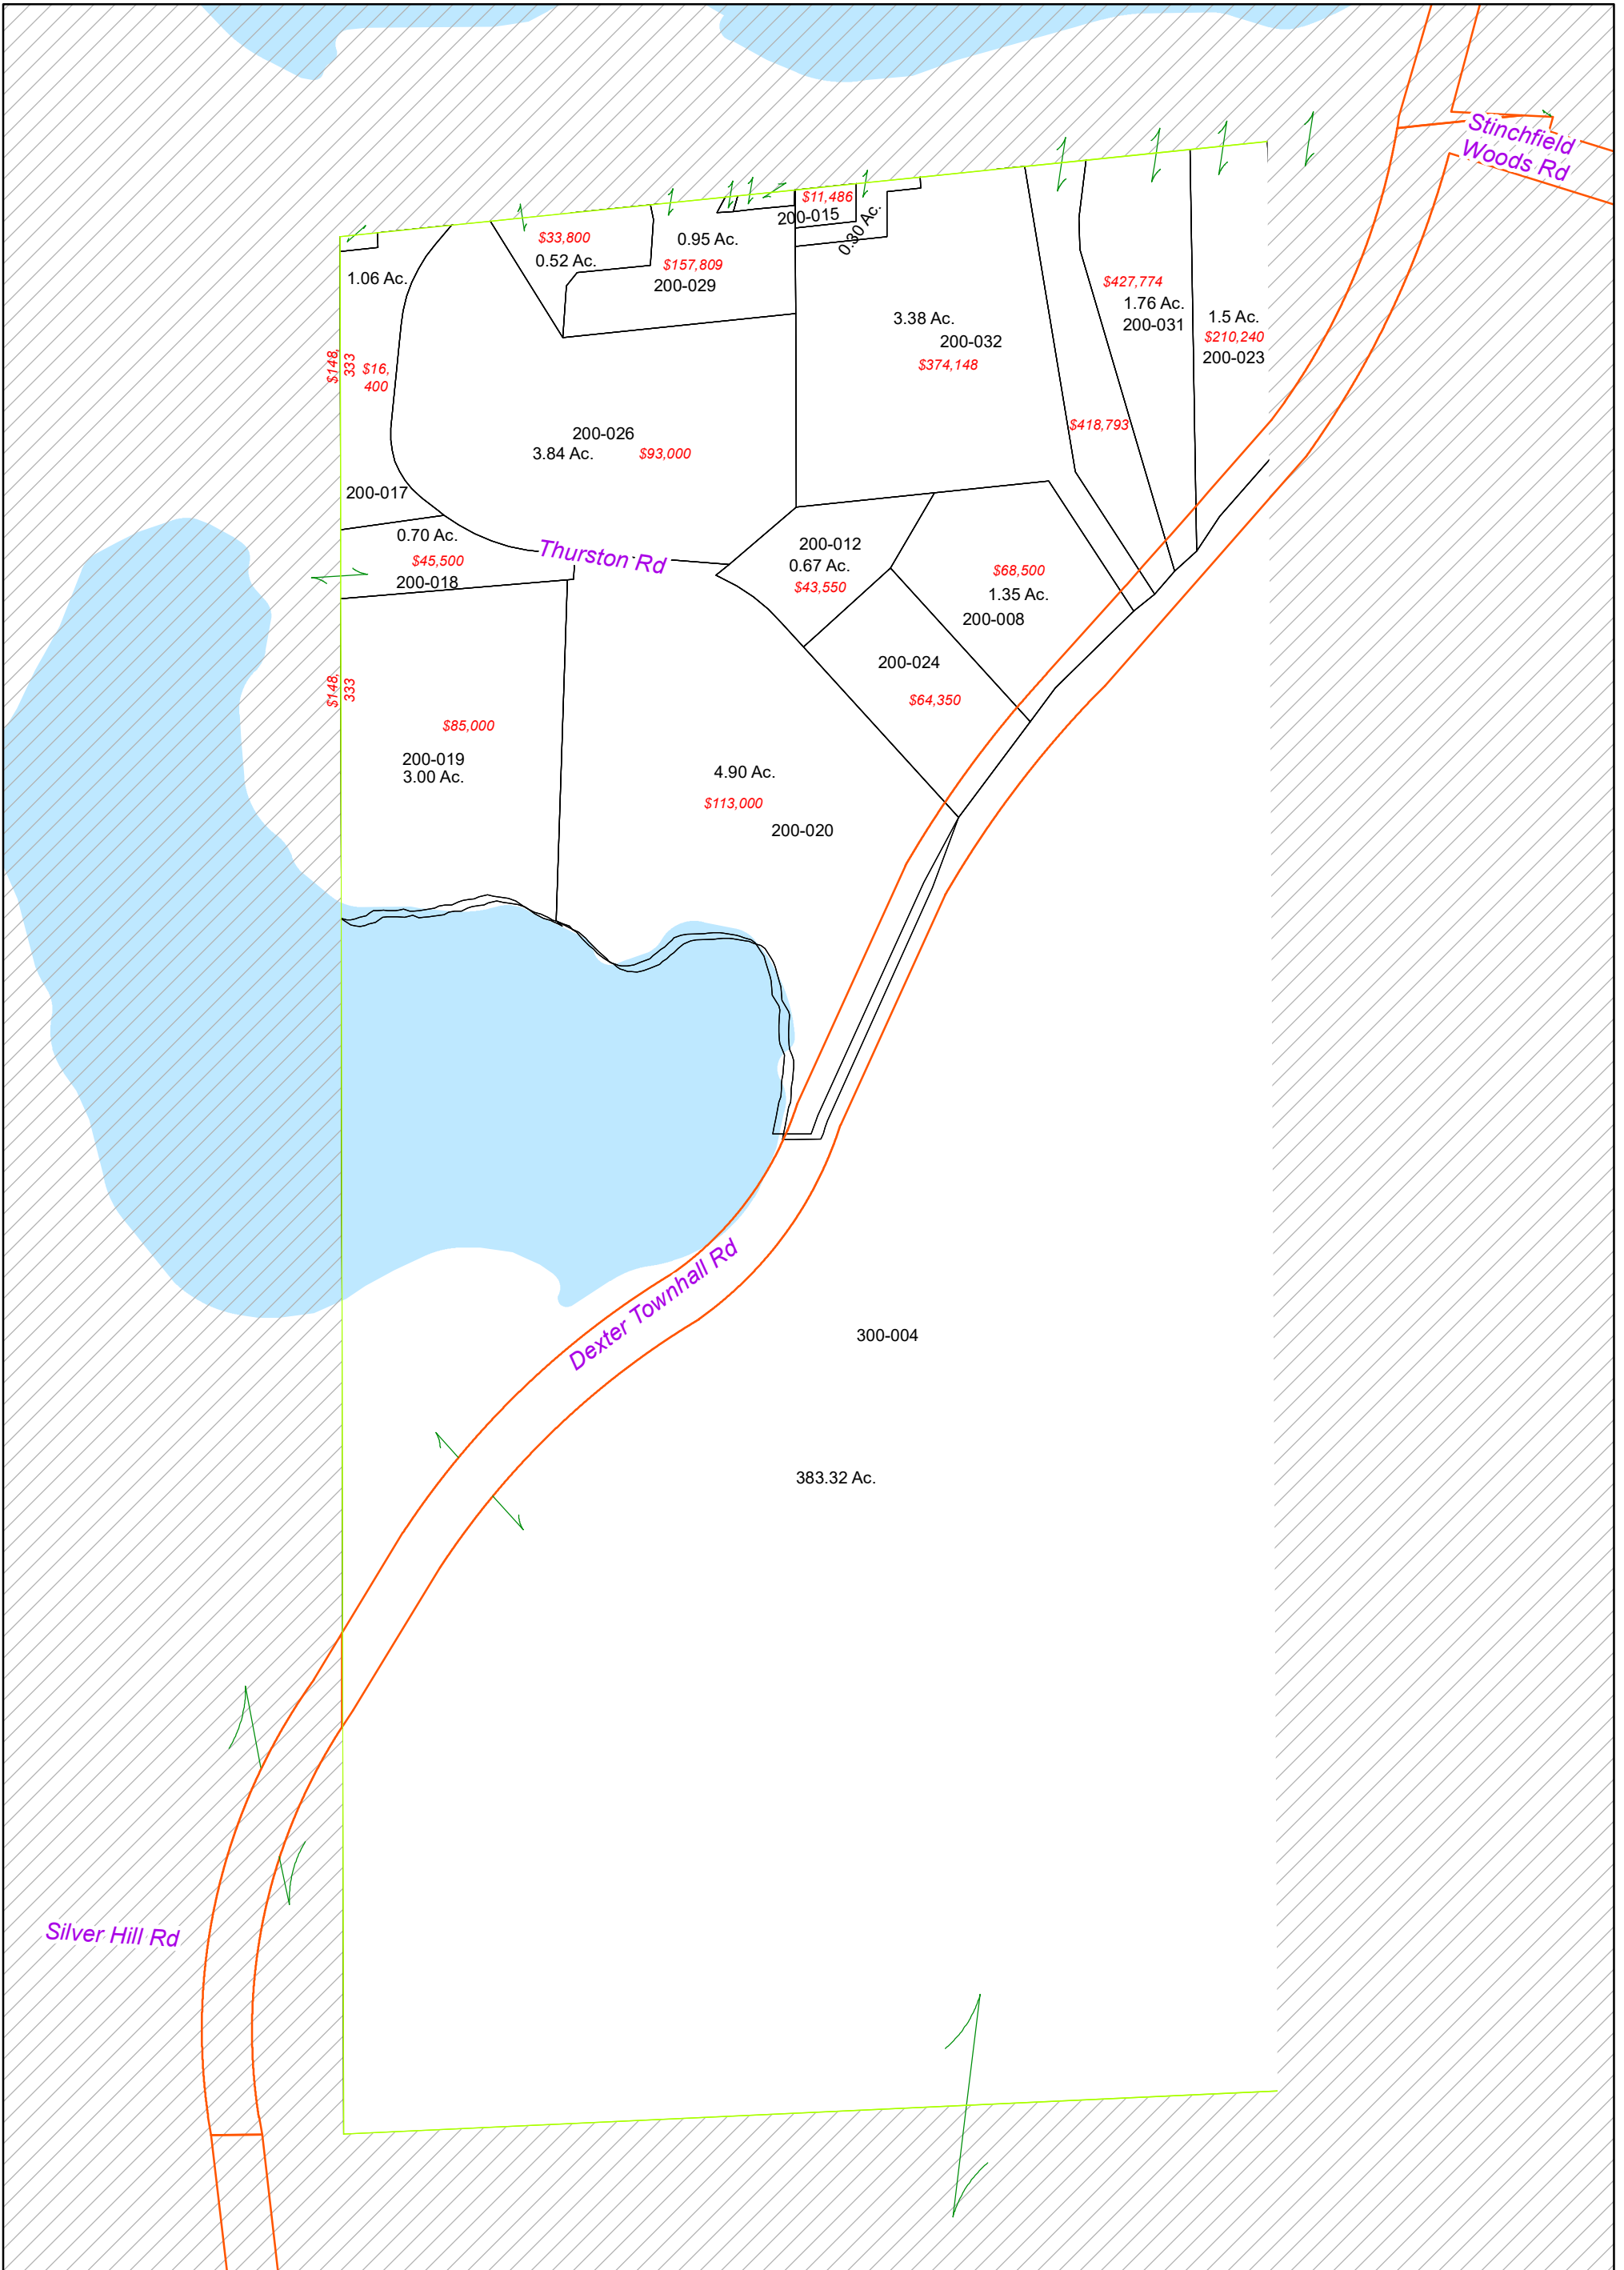 Stinchfield
Woods Rd
$11,486
200-015
0.30 Ac.
$33,800
0.52 Ac.
0.95 Ac.
$157,809
200-029
1.06 Ac.
$148,
333
$16,
400
200-017
3.38 Ac.
200-032
$374,148
$427,774
1.76 Ac.
200-031
1.5 Ac.
$210,240
200-023
$418,793
200-026
3.84 Ac.
$93,000
0.70 Ac.
$45,500
200-018
Thurston Rd
200-012
0.67 Ac.
$43,550
$68,500
1.35 Ac.
200-008
200-024
$64,350
$148,
333
$85,000
200-019
3.00 Ac.
4.90 Ac.
$113,000
200-020
Dexter Townhall Rd
300-004
383.32 Ac.
Silver Hill Rd